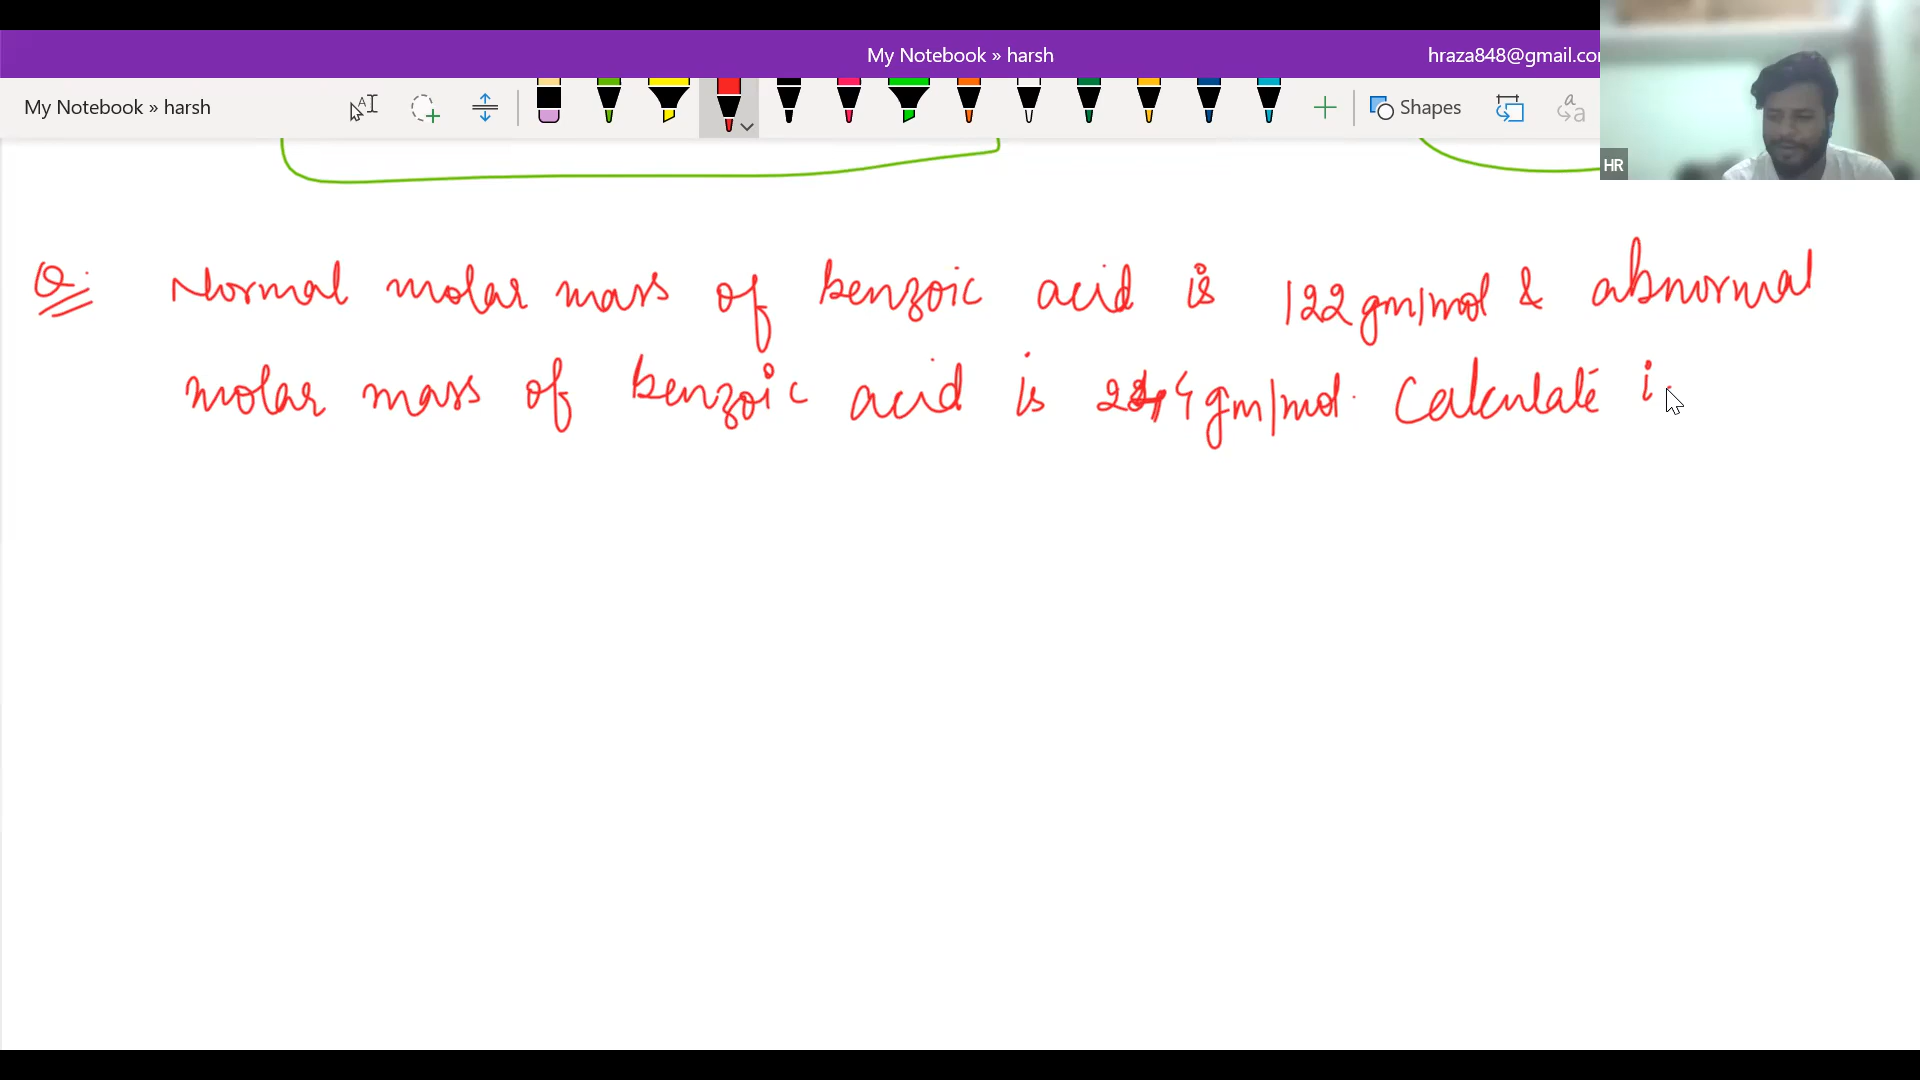 My Notebook » harsh
hraza848@gmail.co
My Notebook » harsh
Shapes
HR
Q. Normal molar mass of benzoic acid is 122 gm/mol & abnormal
molar mass of benzoic acid is gm/mol. Calculate i